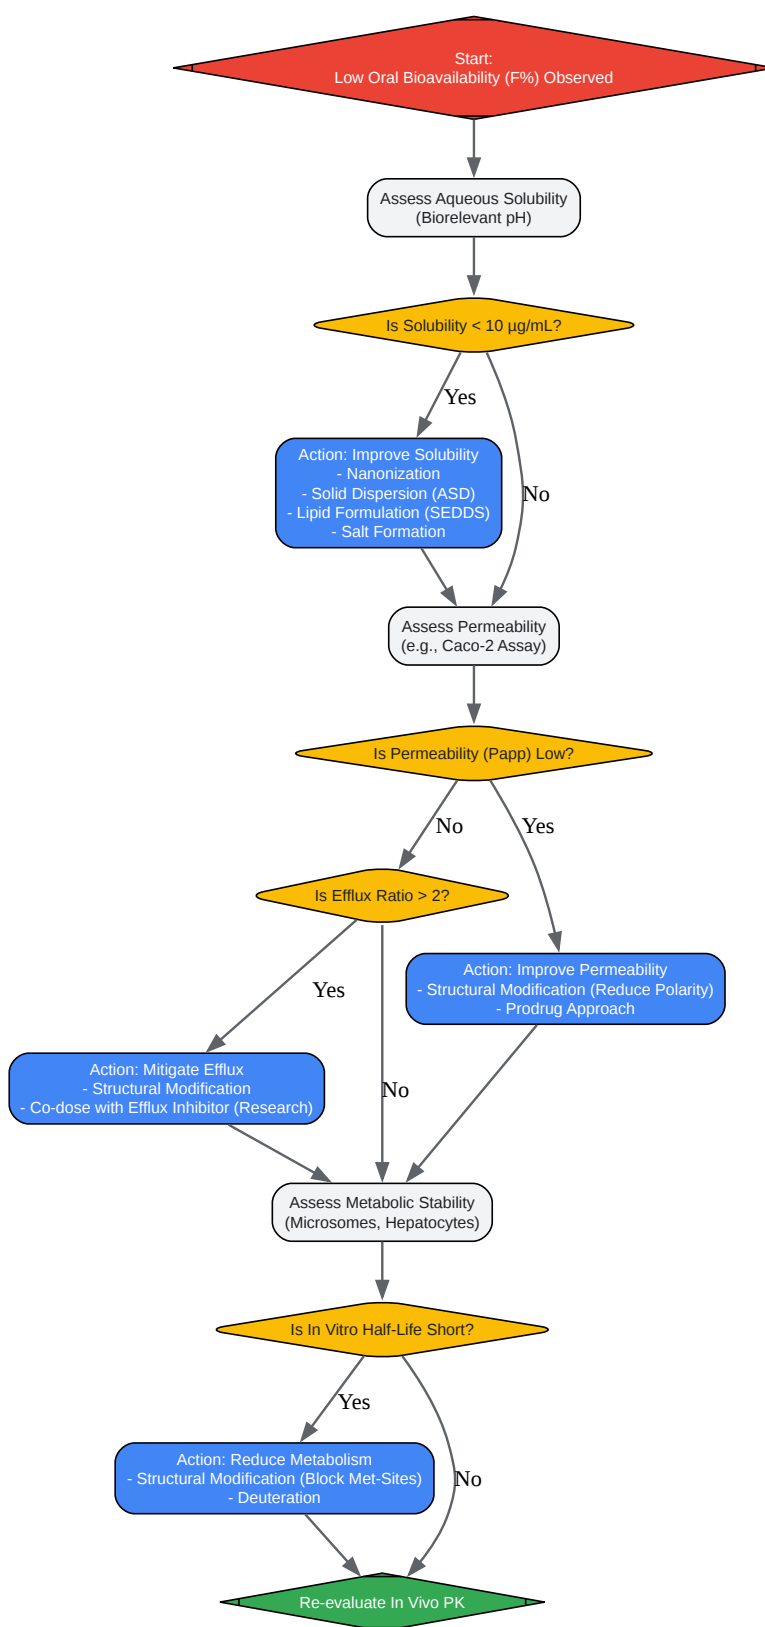 Start:
Low Oral Bioavailability (F%) Observed
Assess Aqueous Solubility
(Biorelevant pH)
Is Solubility < 10 µg/mL?
Yes
Action: Improve Solubility
- Nanonization
- Solid Dispersion (ASD)
- Lipid Formulation (SEDDS)
- Salt Formation
No
Assess Permeability
(e.g., Caco-2 Assay)
Is Permeability (Papp) Low?
No
Yes
Is Efflux Ratio > 2?
Action: Improve Permeability
- Structural Modification (Reduce Polarity)
- Prodrug Approach
Yes
Action: Mitigate Efflux
- Structural Modification
- Co-dose with Efflux Inhibitor (Research)
No
Assess Metabolic Stability
(Microsomes, Hepatocytes)
Is In Vitro Half-Life Short?
Yes
Action: Reduce Metabolism
- Structural Modification (Block Met-Sites)
- Deuteration
No
Re-evaluate In Vivo PK